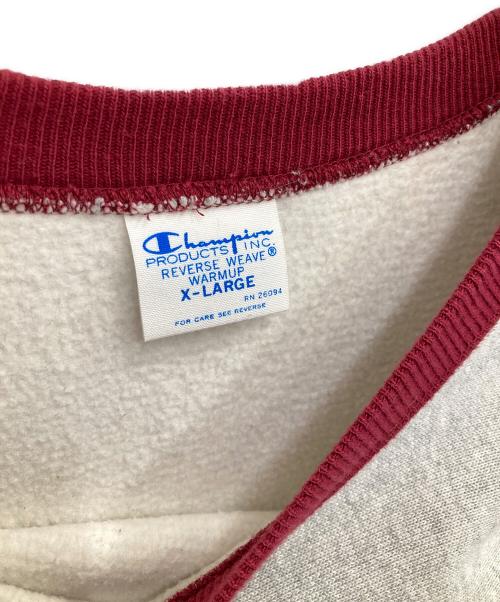 Champion
PRODUCTS INC.
REVERSE WEAVE®
WARMUP
X-LARGE
RN 26094
FOR CARE SEE REVERSE